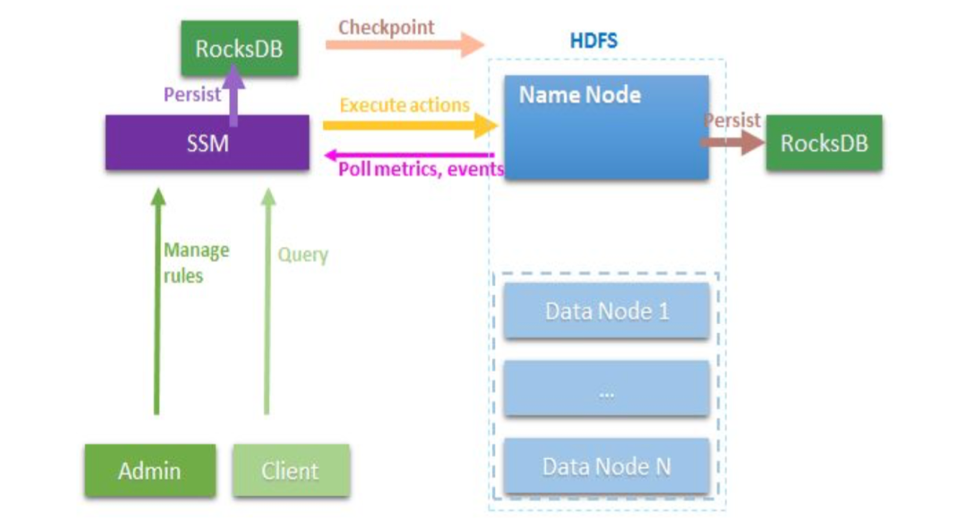 Checkpoint
HDFS
RocksDB
Persist
Execute actions
Name Node
Persist
SSM
Poll metrics, events
RocksDB
Manage
rules
Query
Data Node 1
...
Data Node N
Admin
Client